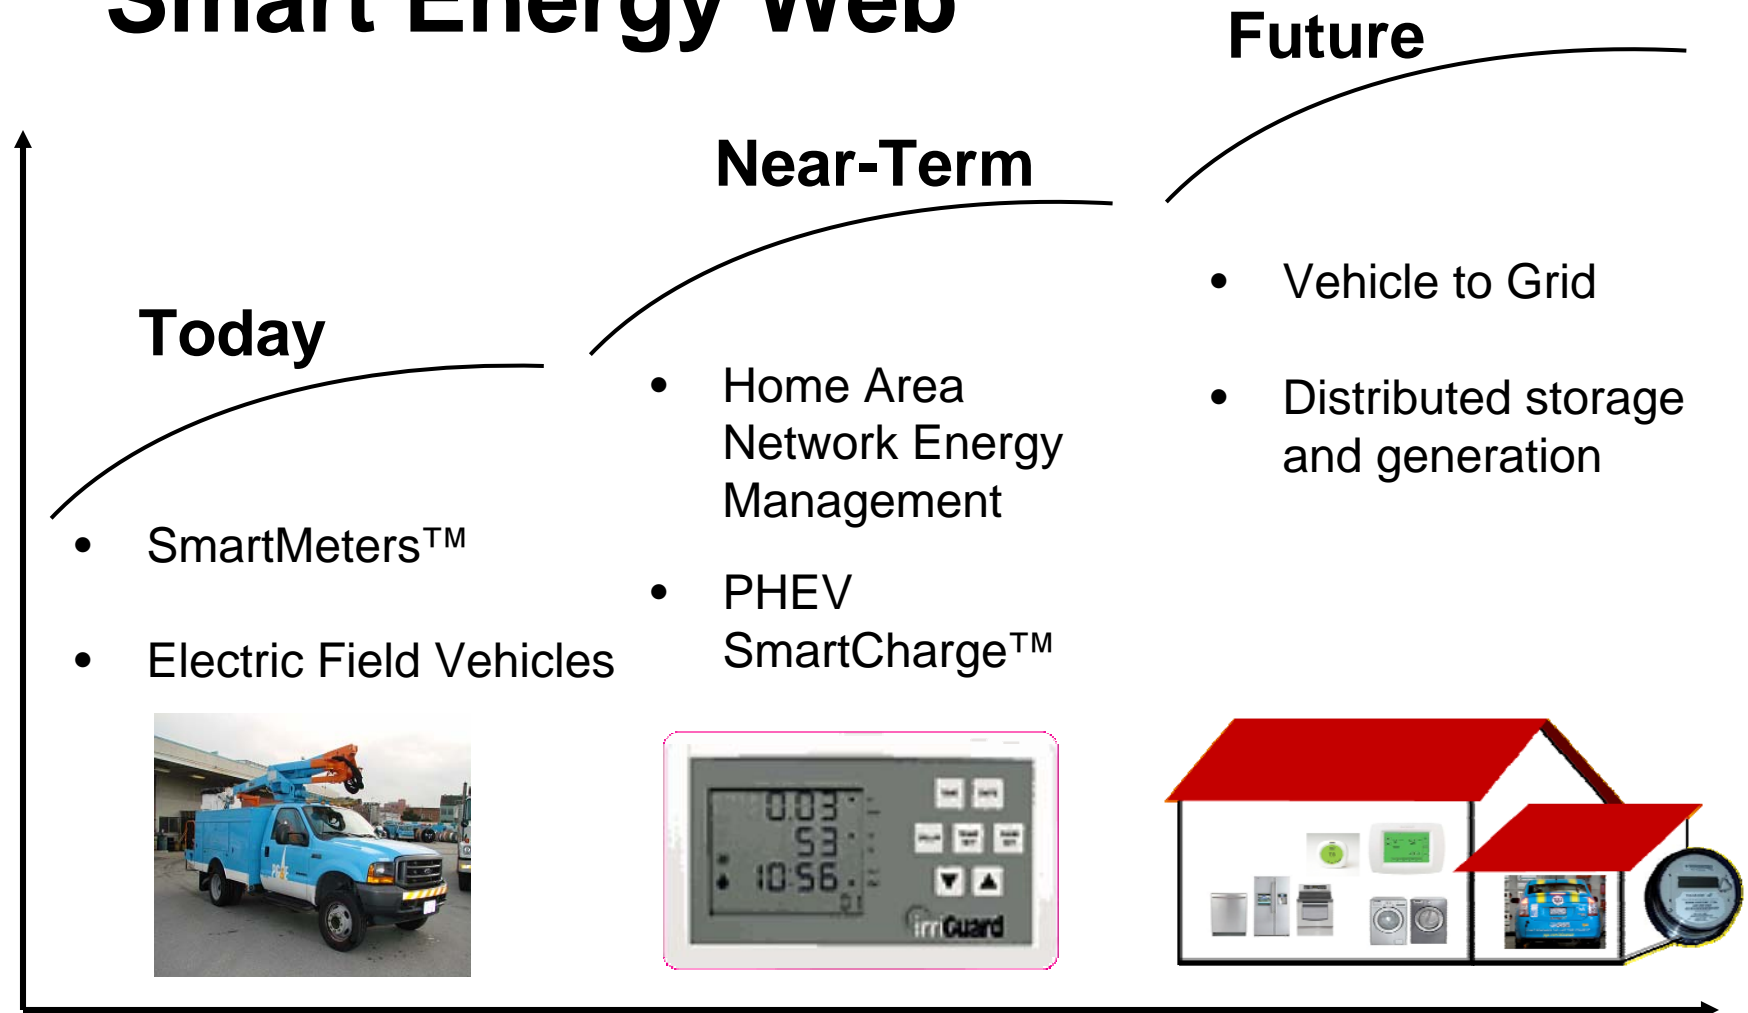 Smart Energy Web
Future
Near-Term
Today
• Vehicle to Grid
• Distributed storage
and generation
• Home Area
Network Energy
Management
• PHEV
SmartCharge™
• SmartMeters™
• Electric Field Vehicles
0:03
53
10:56
irriGuard